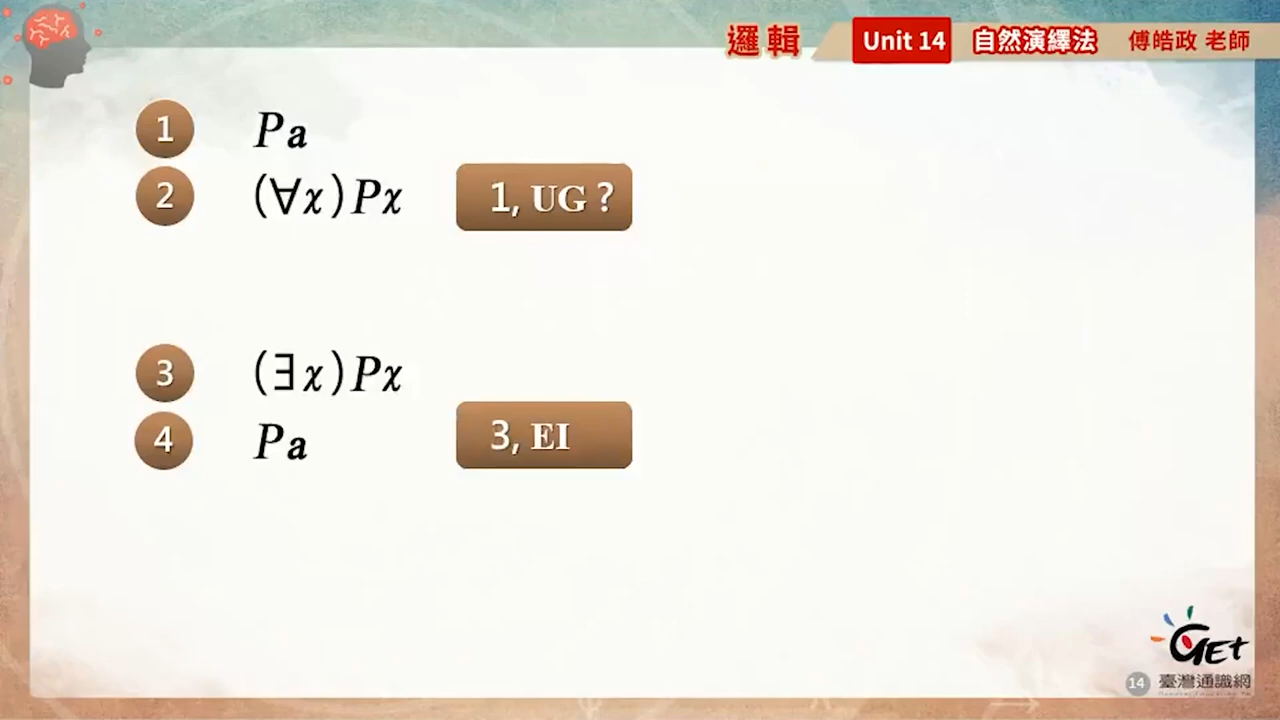 邏輯 Unit 14 自然演繹法 傅皓政 老師
1 Pa
2 (∀x)Px 1, UG ?
3 (∃x)Px
4 Pa 3, EI
GEt
14 臺灣通識網